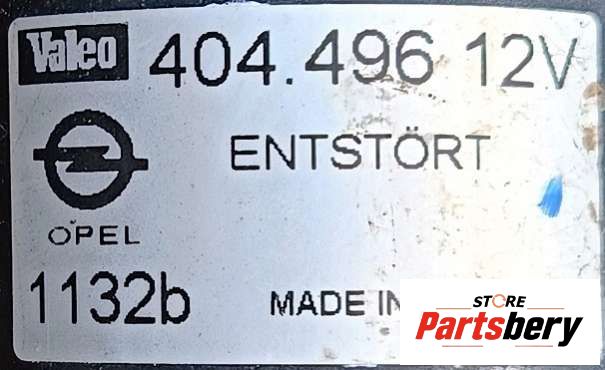 Valeo 404.496 12V
ENTSTÖRT
OPEL
1132b MADE IN
STORE
Partsbery